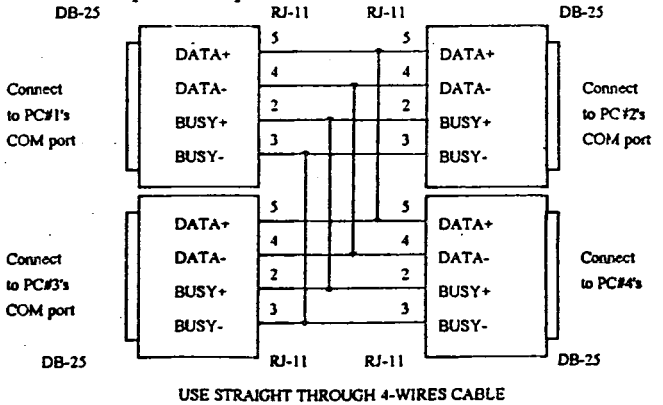 DB-25 RJ-11 RJ-11 DB-25
5 5
DATA+ DATA+
4 4
Connect DATA- DATA- Connect
to PC#1's 2 2 to PC#2's
COM port BUSY+ BUSY+ COM port
3 3
BUSY- BUSY-
5 5
DATA+ DATA+
4 4
Connect DATA- DATA- Connect
to PC#3's 2 2 to PC#4's
COM port BUSY+ BUSY+
3 3
BUSY- BUSY-
DB-25 RJ-11 RJ-11 DB-25
USE STRAIGHT THROUGH 4-WIRES CABLE